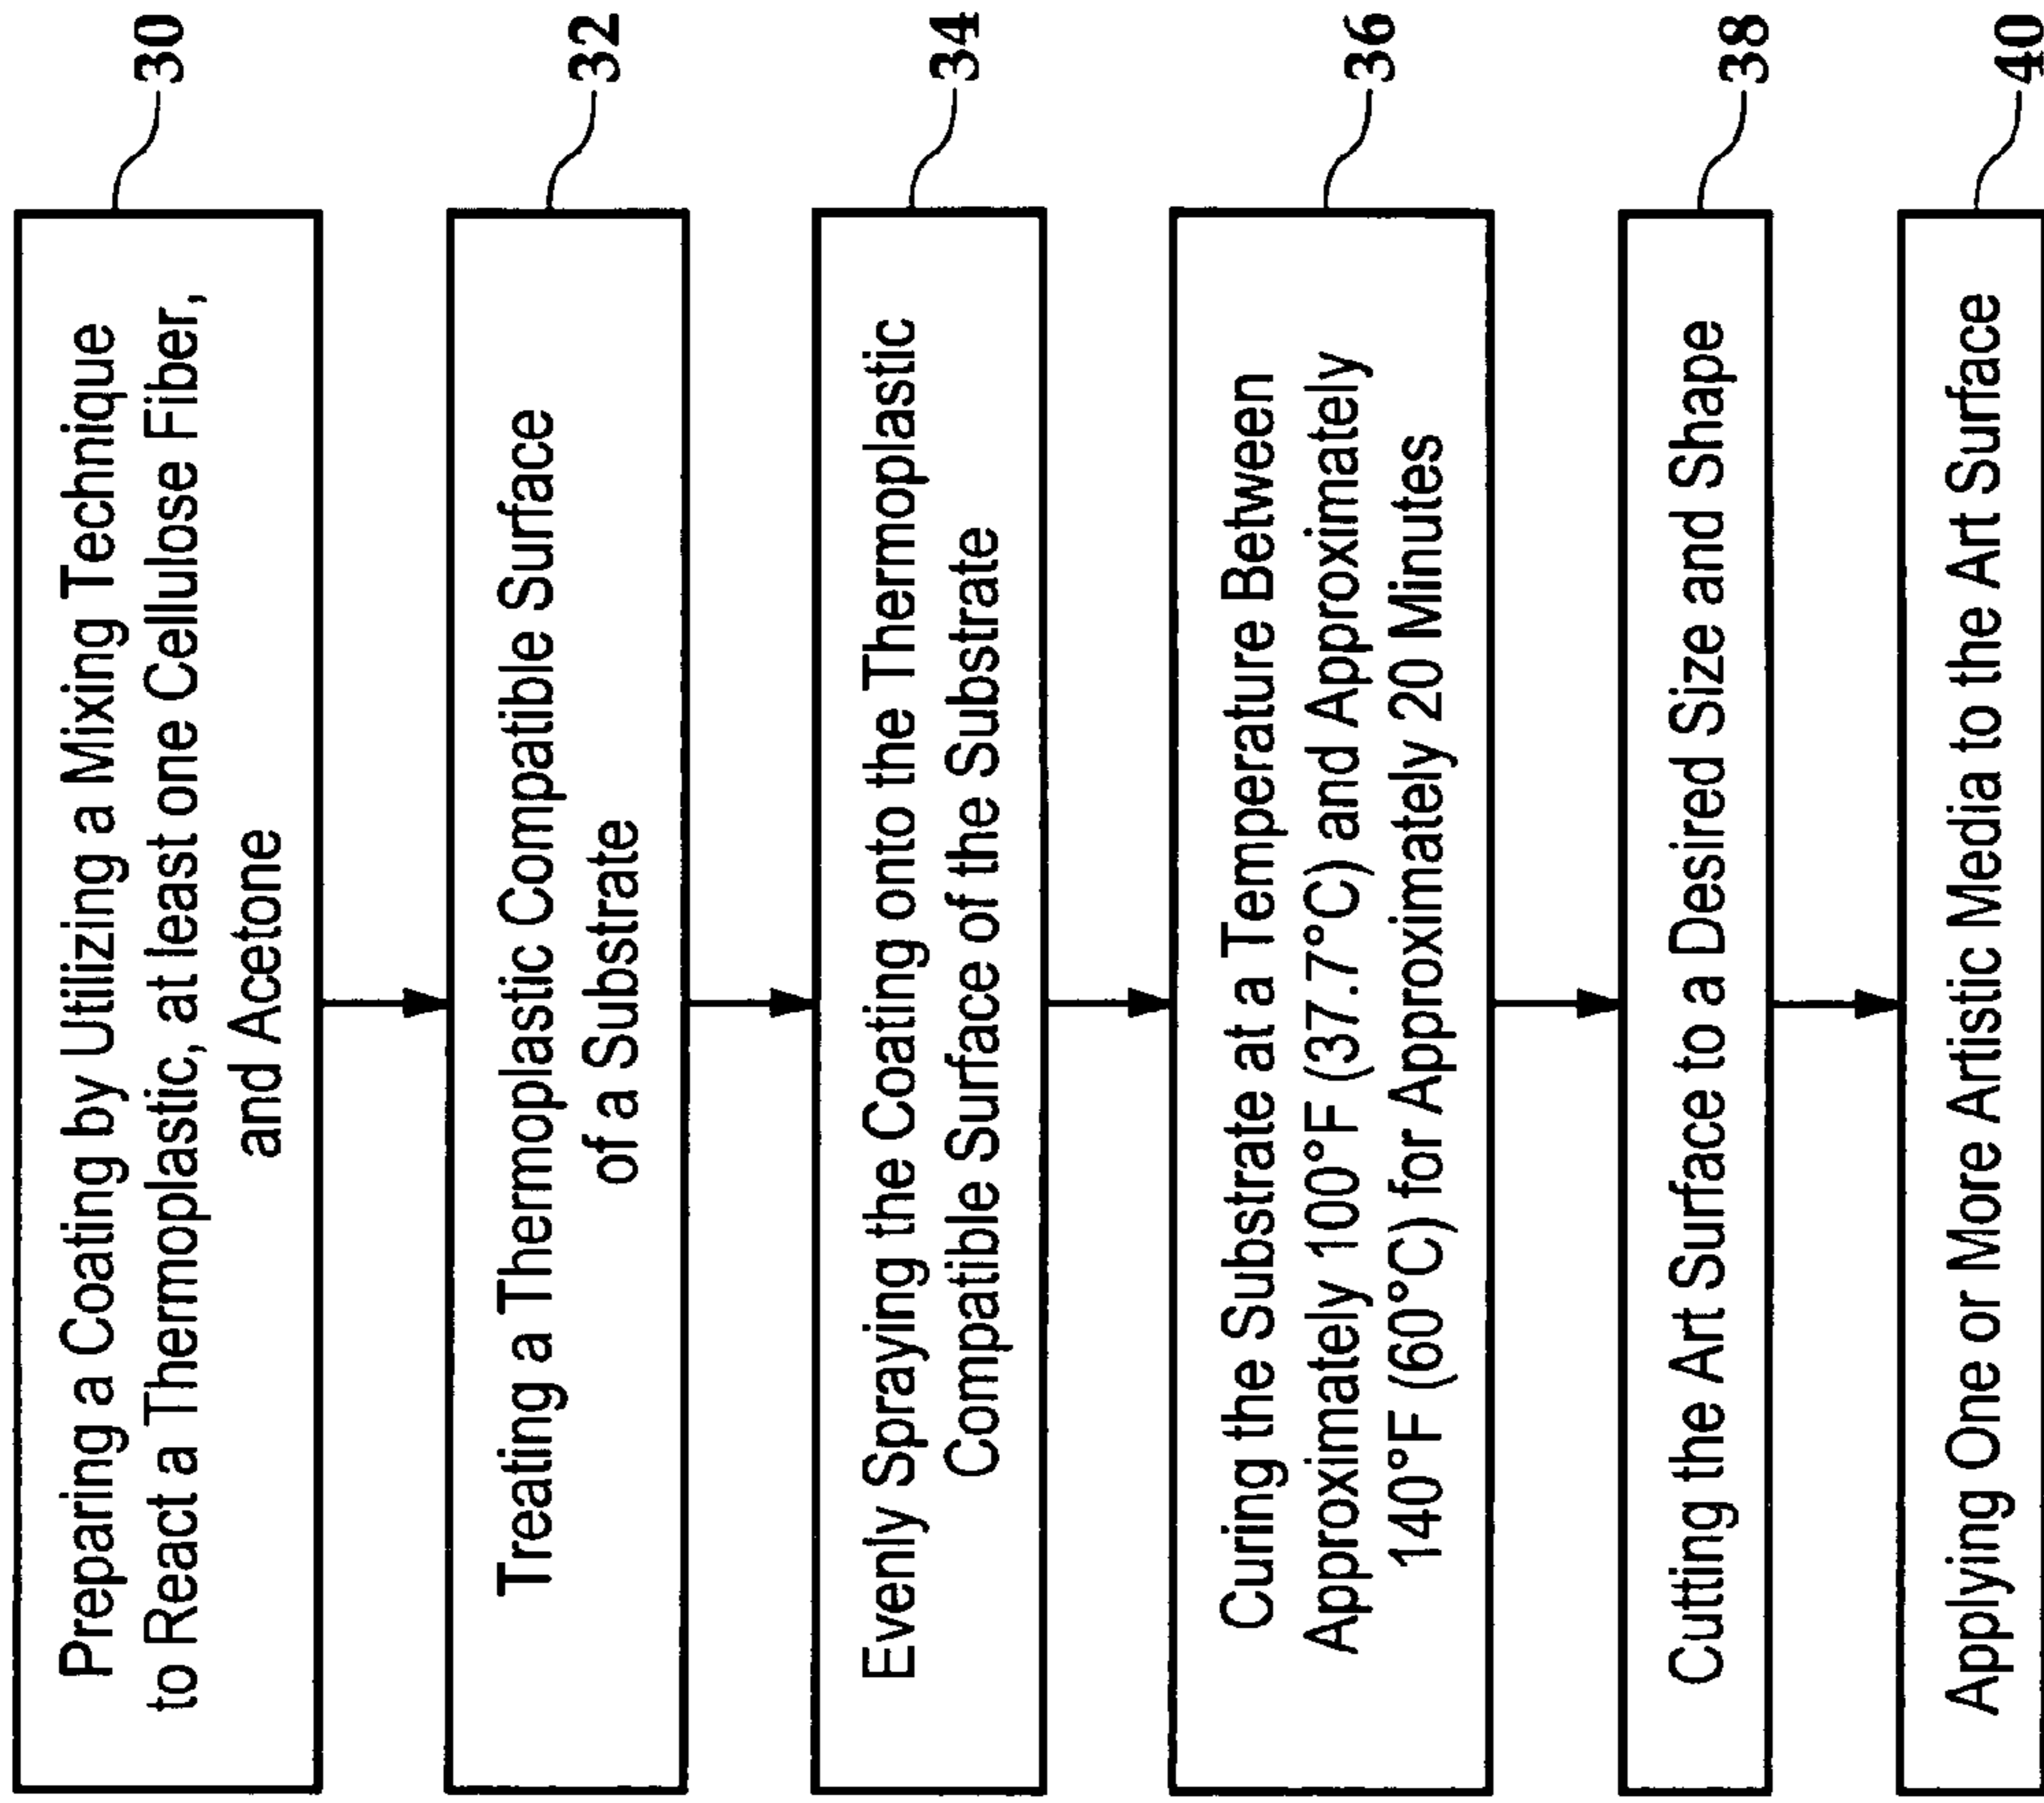 Preparing a Coating by Utilizing a Mixing Technique
to React a Thermoplastic, at least one Cellulose Fiber,
and Acetone
30
Treating a Thermoplastic Compatible Surface
of a Substrate
32
Evenly Spraying the Coating onto the Thermoplastic
Compatible Surface of the Substrate
34
Curing the Substrate at a Temperature Between
Approximately 100°F (37.7°C) and Approximately
140°F (60°C) for Approximately 20 Minutes
36
Cutting the Art Surface to a Desired Size and Shape
38
Applying One or More Artistic Media to the Art Surface
40